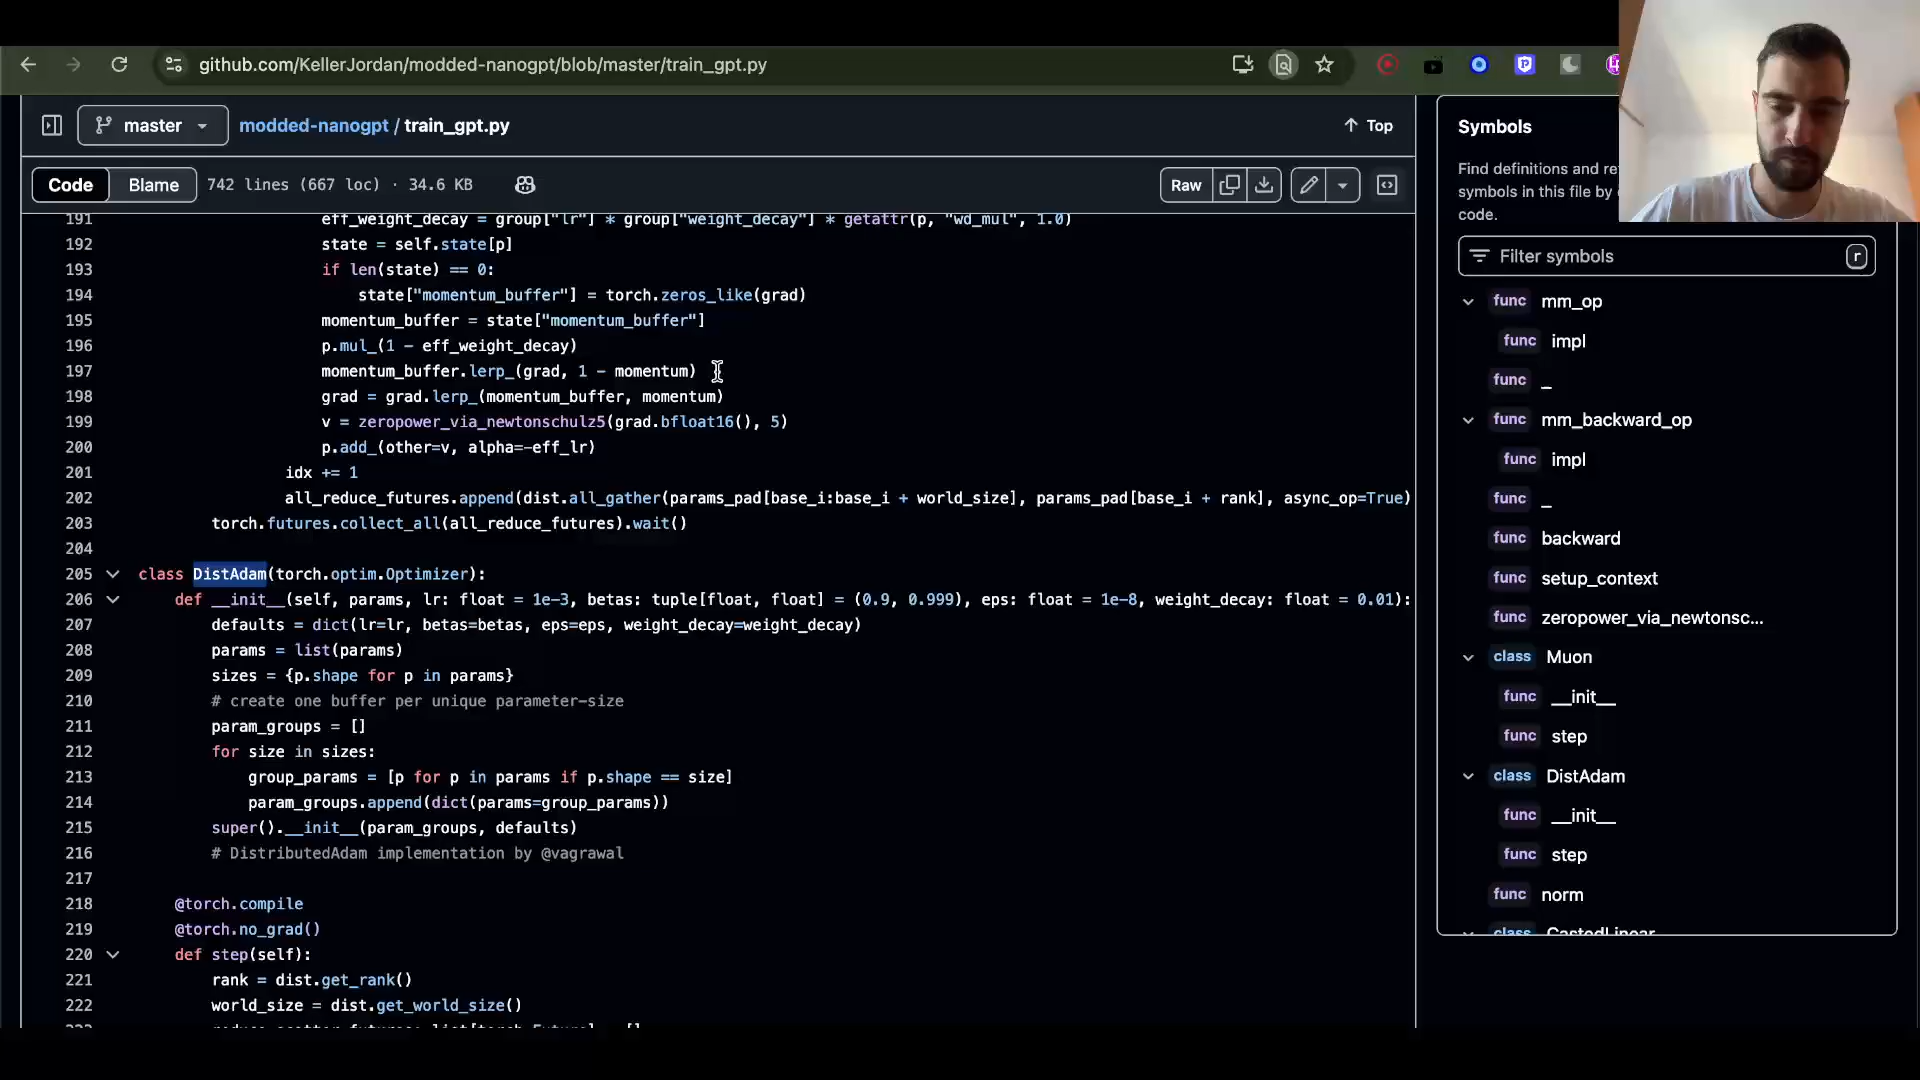 github.com/KellerJordan/modded-nanogpt/blob/master/train_gpt.py
master
modded-nanogpt / train_gpt.py
Top
Code
Blame
742 lines (667 loc) · 34.6 KB
Raw
191 eff_weight_decay = group["lr"] * group["weight_decay"] * getattr(p, "wd_mul", 1.0)
192 state = self.state[p]
193 if len(state) == 0:
194 state["momentum_buffer"] = torch.zeros_like(grad)
195 momentum_buffer = state["momentum_buffer"]
196 p.mul_(1 - eff_weight_decay)
197 momentum_buffer.lerp_(grad, 1 - momentum)
198 grad = grad.lerp_(momentum_buffer, momentum)
199 v = zeropower_via_newtonschulz5(grad.bfloat16(), 5)
200 p.add_(other=v, alpha=-eff_lr)
201 idx += 1
202 all_reduce_futures.append(dist.all_gather(params_pad[base_i:base_i + world_size], params_pad[base_i + rank], async_op=True)
203 torch.futures.collect_all(all_reduce_futures).wait()
204
205 class DistAdam(torch.optim.Optimizer):
206 def __init__(self, params, lr: float = 1e-3, betas: tuple[float, float] = (0.9, 0.999), eps: float = 1e-8, weight_decay: float = 0.01):
207 defaults = dict(lr=lr, betas=betas, eps=eps, weight_decay=weight_decay)
208 params = list(params)
209 sizes = {p.shape for p in params}
210 # create one buffer per unique parameter-size
211 param_groups = []
212 for size in sizes:
213 group_params = [p for p in params if p.shape == size]
214 param_groups.append(dict(params=group_params))
215 super().__init__(param_groups, defaults)
216 # DistributedAdam implementation by @vagrawal
217
218 @torch.compile
219 @torch.no_grad()
220 def step(self):
221 rank = dist.get_rank()
222 world_size = dist.get_world_size()
Symbols
Find definitions and re
symbols in this file by
code.
Filter symbols
r
func mm_op
func impl
func _
func mm_backward_op
func impl
func _
func backward
func setup_context
func zeropower_via_newtonsc...
class Muon
func __init__
func step
class DistAdam
func __init__
func step
func norm
class CastedLinear